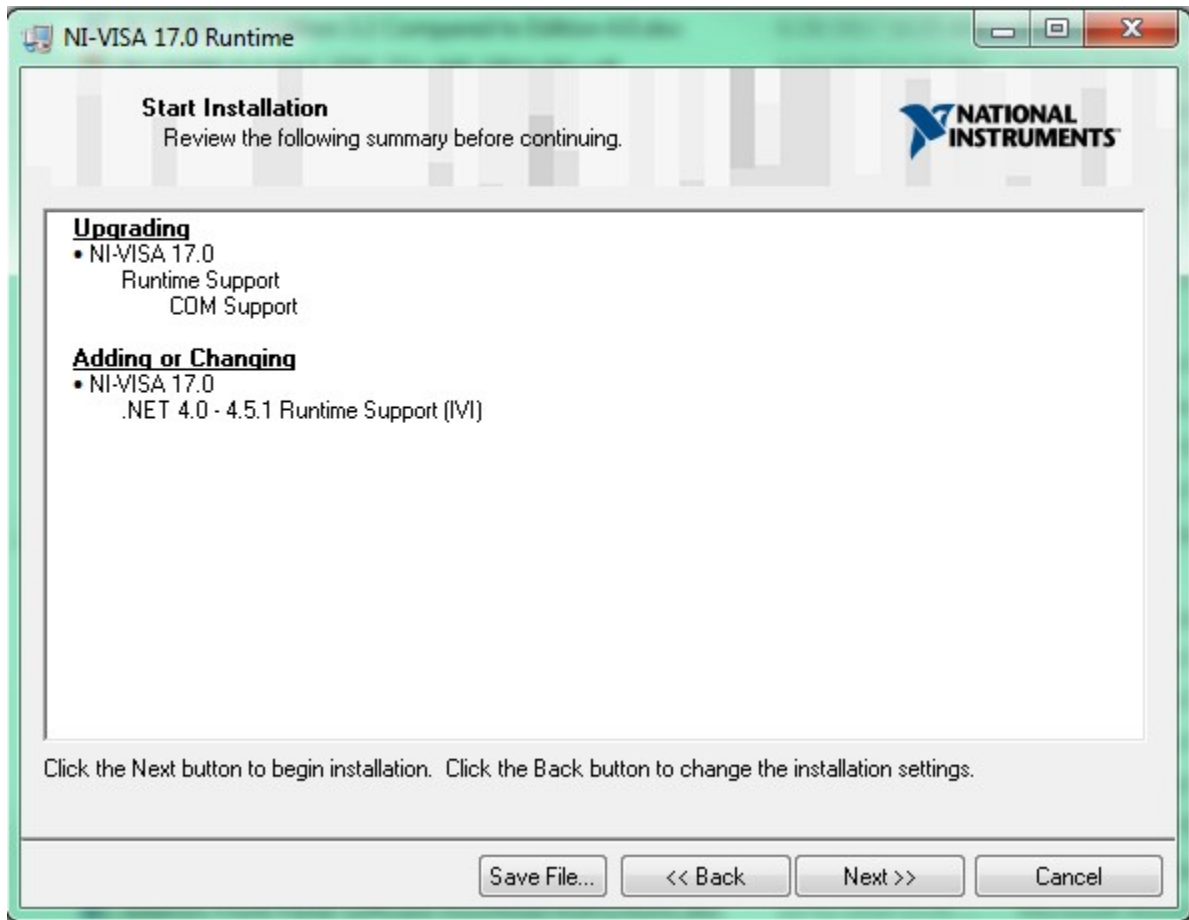 NI-VISA 17.0 Runtime
Start Installation
Review the following summary before continuing.
NATIONAL
INSTRUMENTS
Upgrading
• NI-VISA 17.0
Runtime Support
COM Support
Adding or Changing
• NI-VISA 17.0
.NET 4.0 - 4.5.1 Runtime Support (IVI)
Click the Next button to begin installation. Click the Back button to change the installation settings.
Save File... << Back Next >> Cancel